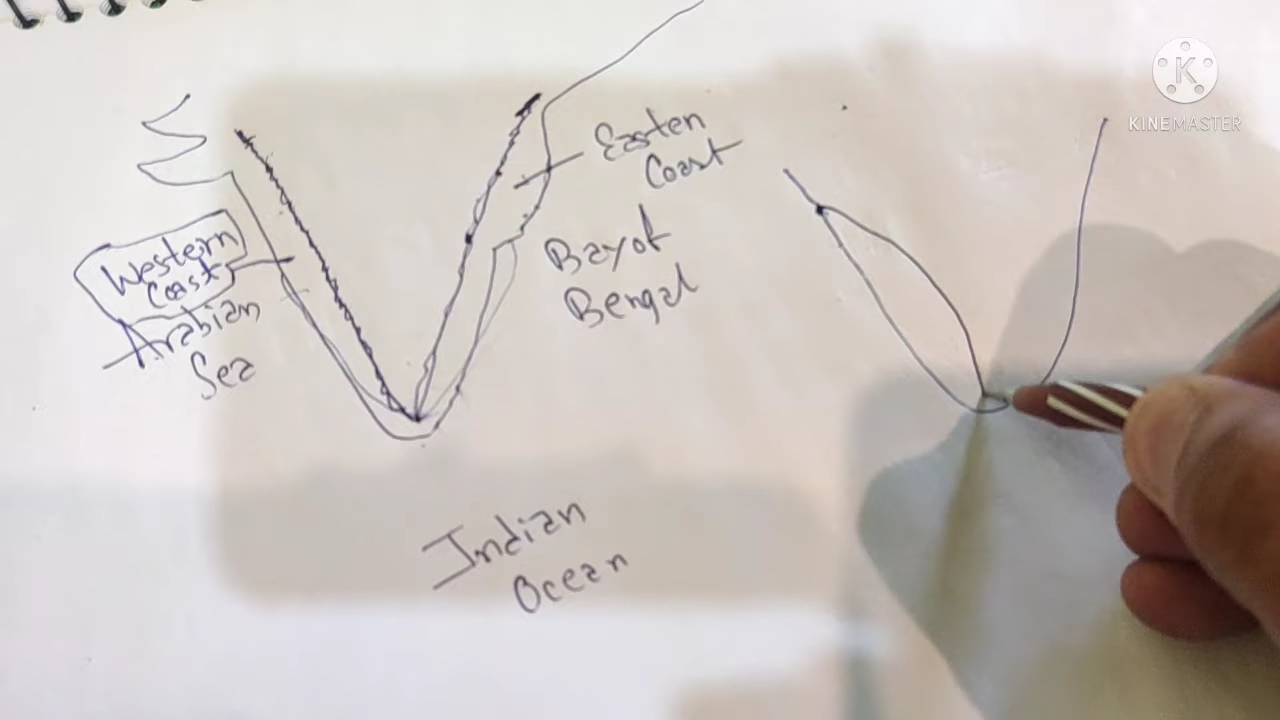 KINEMASTER
Easten
Coast
Western
Coast
Bay of
Bengal
Arabian
Sea
Indian
Ocean